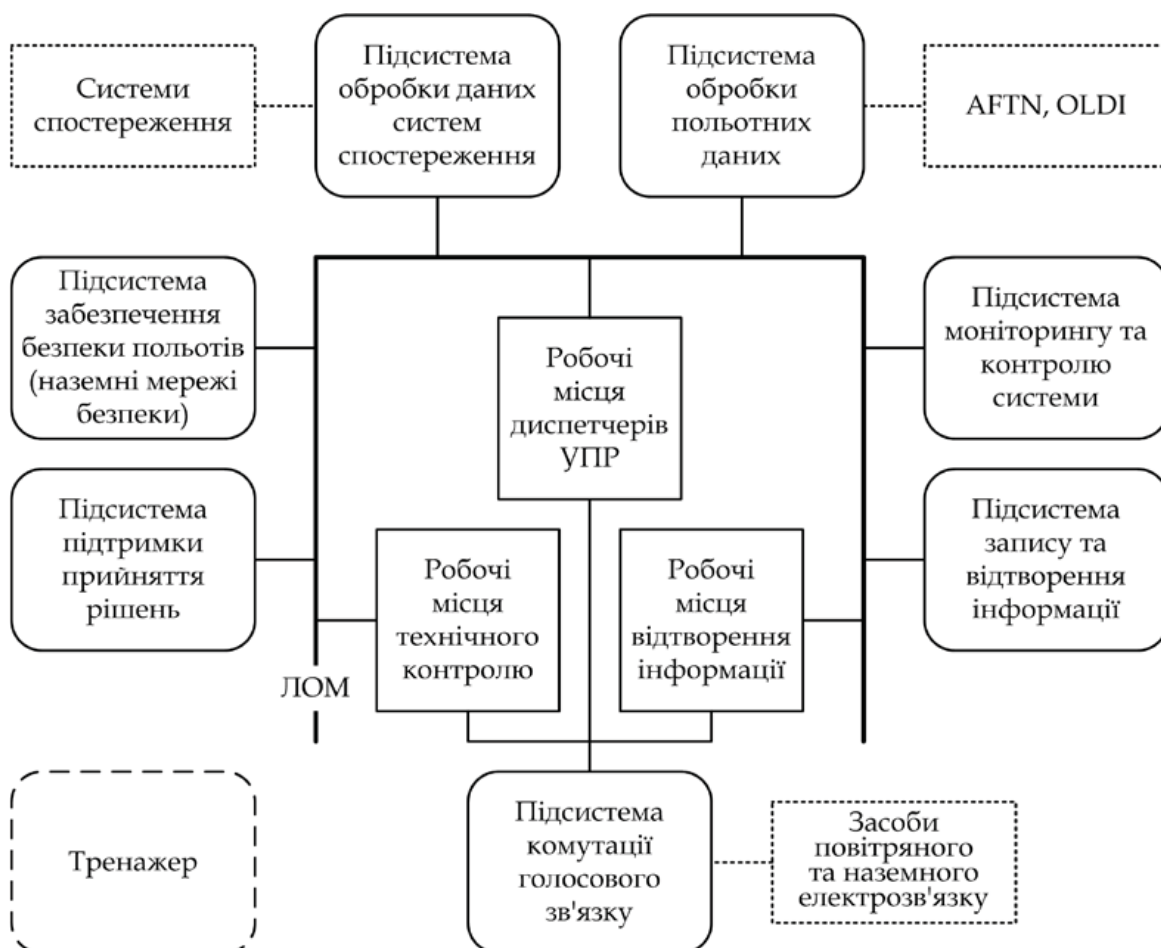 Системи
спостереження
Підсистема
обробки даних
систем
спостереження
Підсистема
обробки
польотних
даних
AFTN, OLDI
Підсистема
забезпечення
безпеки польотів
(наземні мережі
безпеки)
Робочі
місця
диспетчерів
УПР
Підсистема
моніторингу та
контролю
системи
Підсистема
підтримки
прийняття
рішень
Робочі
місця
технічного
контролю
Робочі
місця
відтворення
інформації
Підсистема
запису та
відтворення
інформації
ЛОМ
Тренажер
Підсистема
комутації
голосового
зв'язку
Засоби
повітряного
та наземного
електрозв'язку